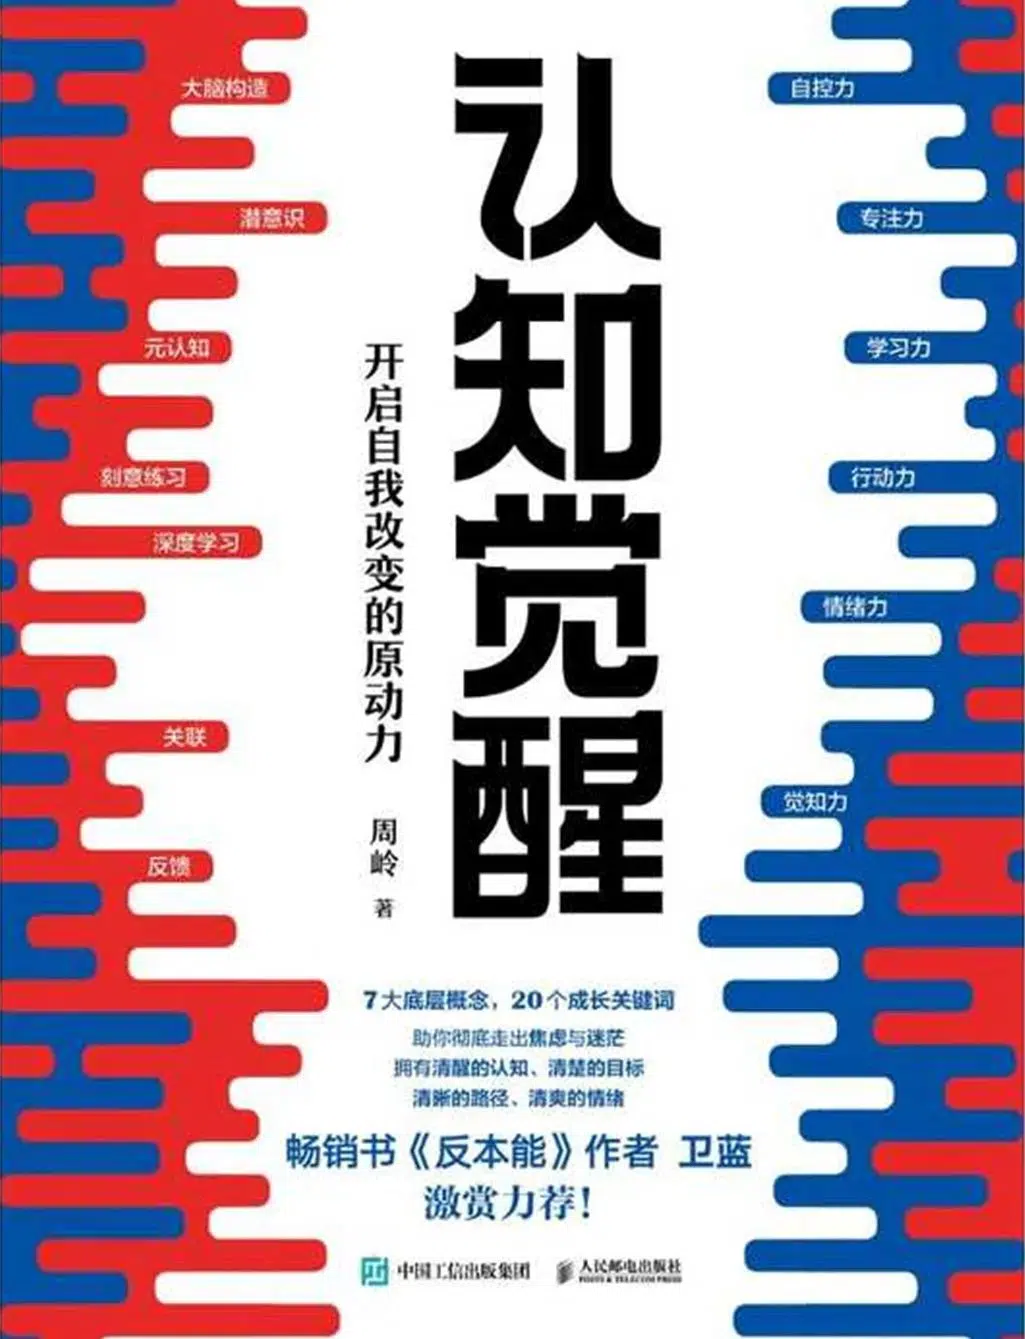 认知觉醒
开启自我改变的原动力
周岭 著
大脑构造
潜意识
元认知
刻意练习
深度学习
关联
反馈
自控力
专注力
学习力
行动力
情绪力
觉知力
7大底层概念，20个成长关键词
助你彻底走出焦虑与迷茫
拥有清醒的认知、清楚的目标
清晰的路径、清爽的情绪
畅销书《反本能》作者 卫蓝
激赏力荐！
中国工信出版集团
人民邮电出版社
POSTS & TELECOM PRESS